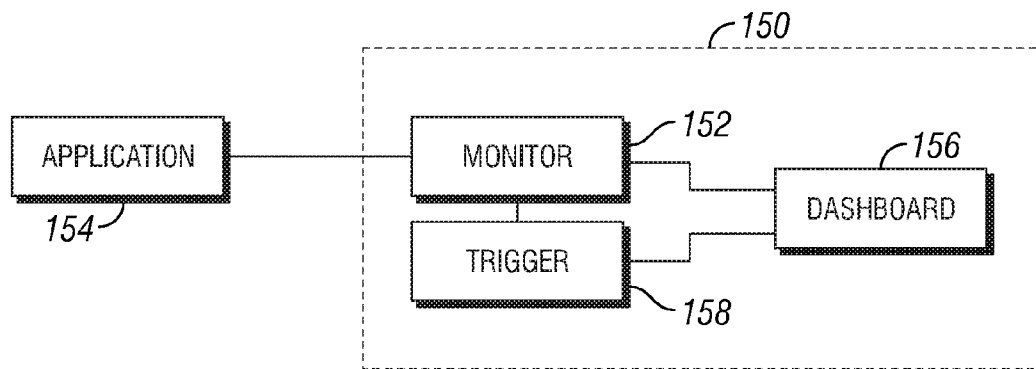 150
APPLICATION
154
MONITOR
152
TRIGGER
158
156
DASHBOARD